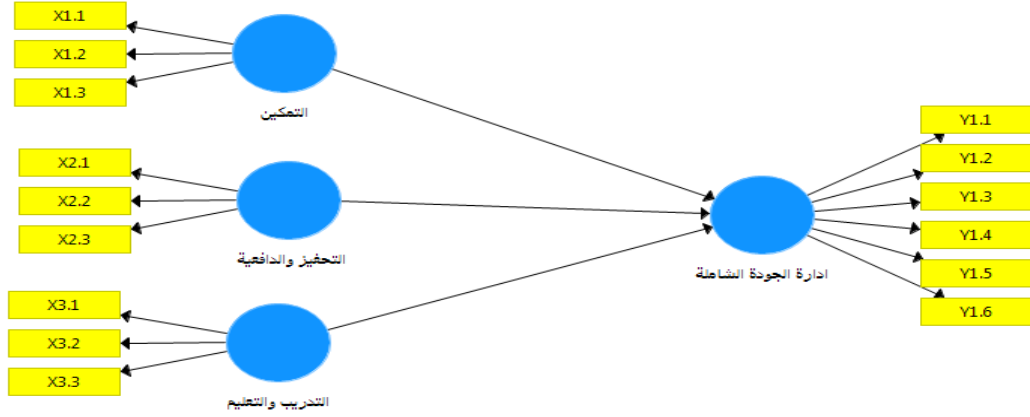 X1.1
X1.2
X1.3
التمكين
X2.1
X2.2
X2.3
التحفيز والدافعية
X3.1
X3.2
X3.3
التدريب والتعليم
ادارة الجودة الشاملة
Y1.1
Y1.2
Y1.3
Y1.4
Y1.5
Y1.6